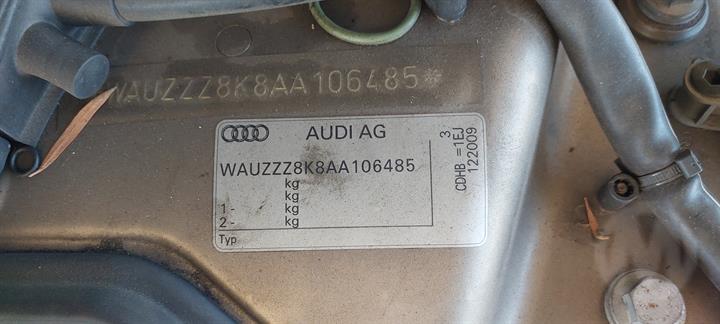 WAUZZZ8K8AA106485*
AUDI AG
WAUZZZ8K8AA106485
kg
kg
1 - kg
2 - kg
Typ
3
CDHB =1EJ
122009